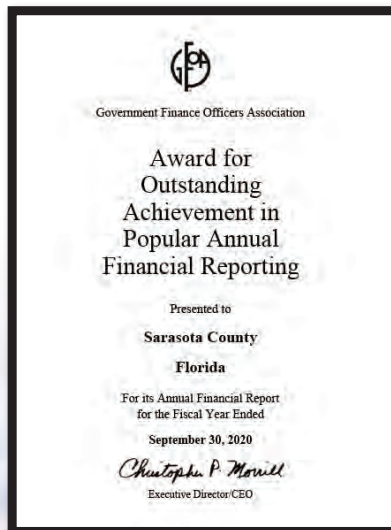 GFOA
Government Finance Officers Association
Award for
Outstanding
Achievement in
Popular Annual
Financial Reporting
Presented to
Sarasota County
Florida
For its Annual Financial Report
for the Fiscal Year Ended
September 30, 2020
Christopher P. Morrill
Executive Director/CEO